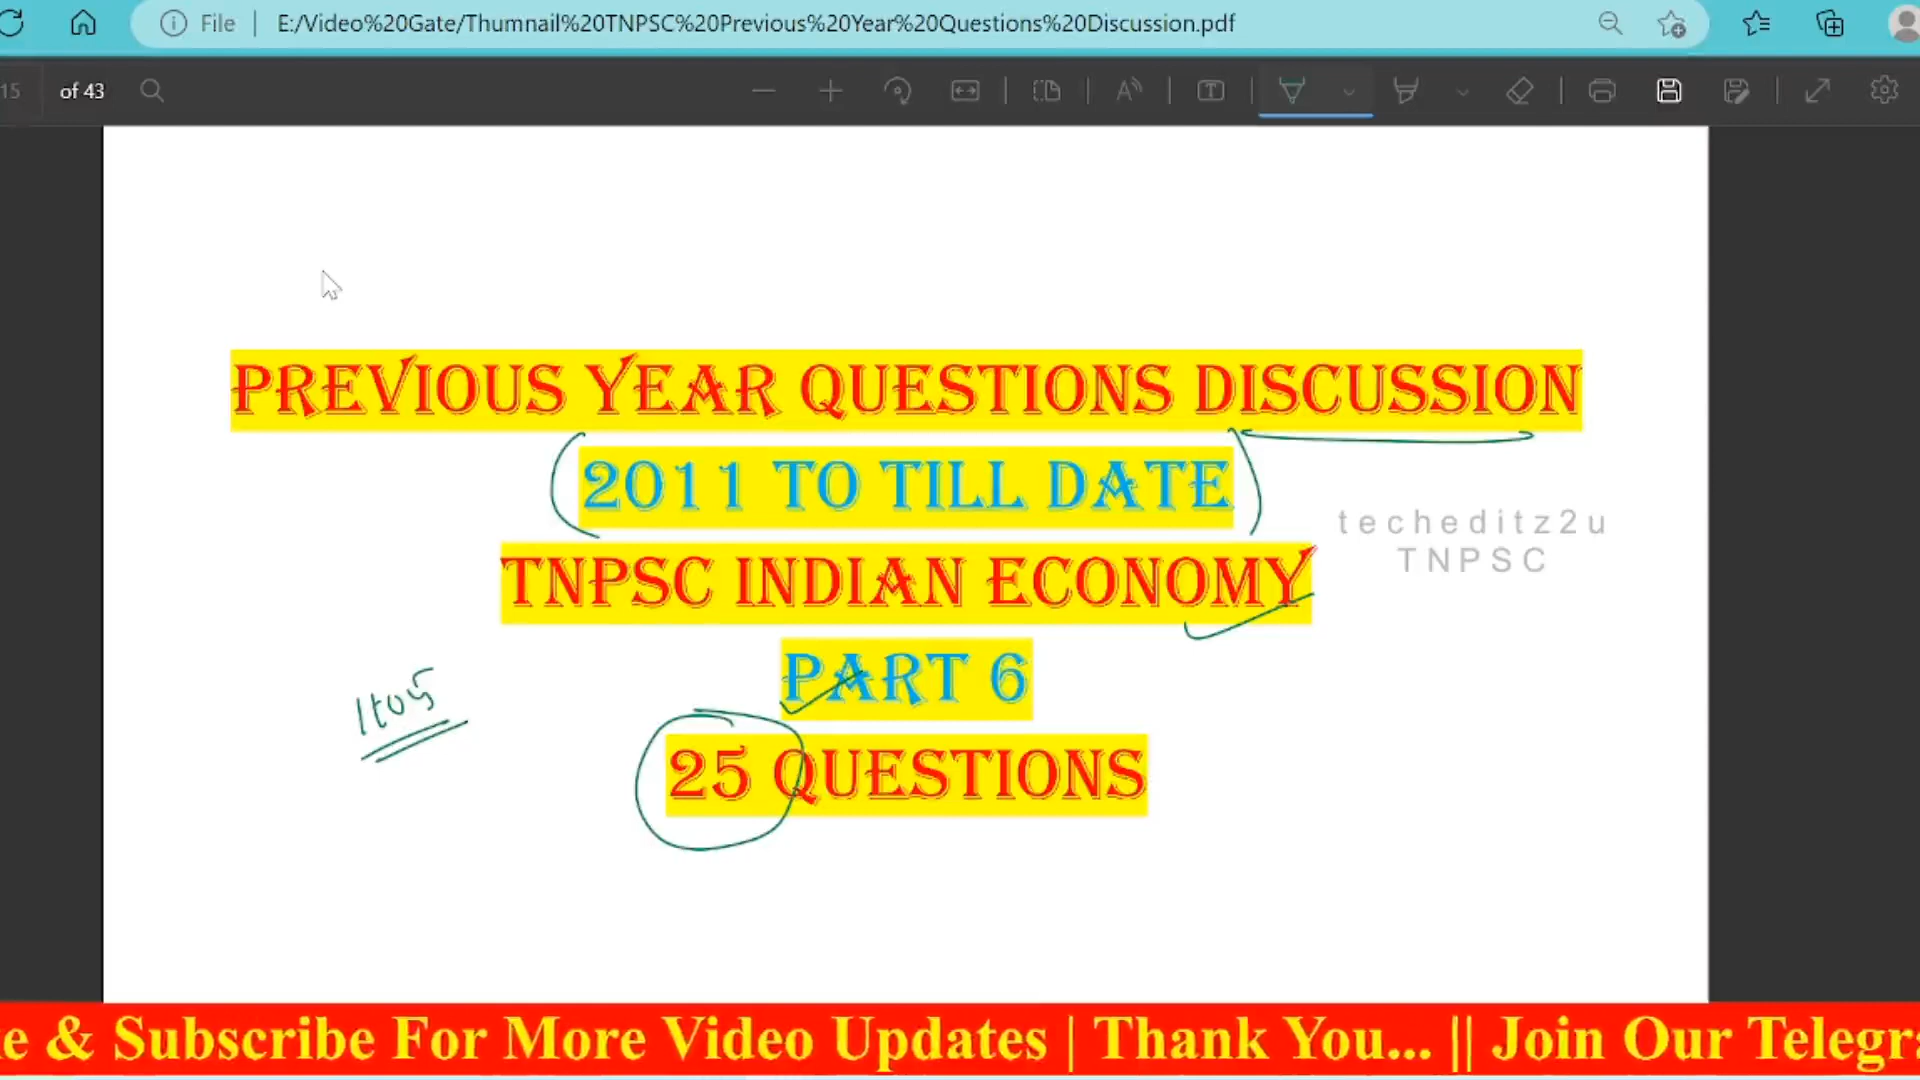 File | E:/Video%20Gate/Thumnail%20TNPSC%20Previous%20Year%20Questions%20Discussion.pdf
15 of 43
PREVIOUS YEAR QUESTIONS DISCUSSION
2011 TO TILL DATE
TNPSC INDIAN ECONOMY
techeditz2u
TNPSC
PART 6
1to5
25 QUESTIONS
e & Subscribe For More Video Updates | Thank You... || Join Our Telegra